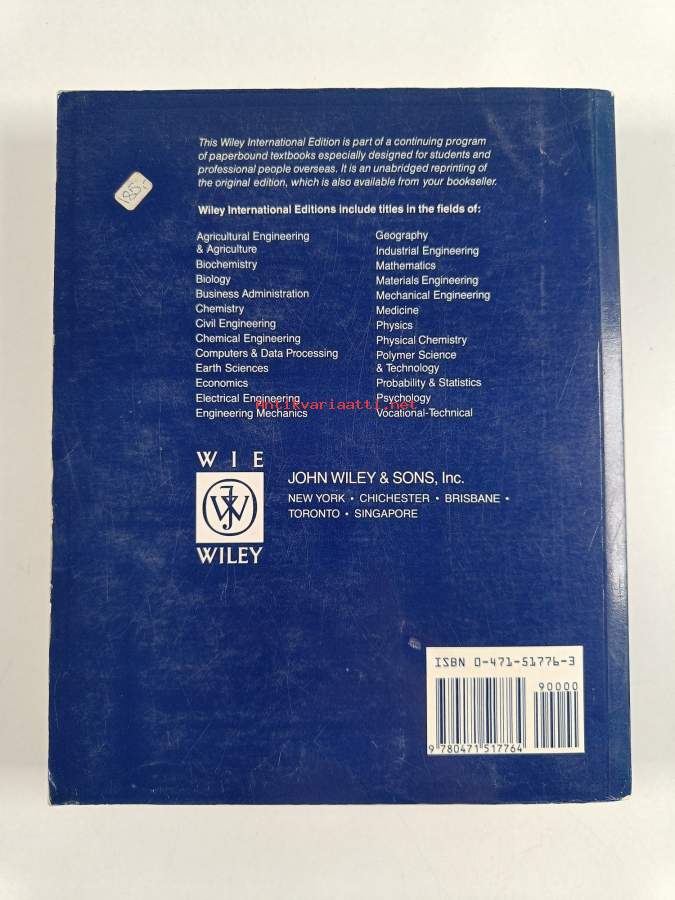 This Wiley International Edition is part of a continuing program
of paperbound textbooks especially designed for students and
professional people overseas. It is an unabridged reprinting of
the original edition, which is also available from your bookseller.
185,-
Wiley International Editions include titles in the fields of:
Agricultural Engineering
& Agriculture
Biochemistry
Biology
Business Administration
Chemistry
Civil Engineering
Chemical Engineering
Computers & Data Processing
Earth Sciences
Economics
Electrical Engineering
Engineering Mechanics
Geography
Industrial Engineering
Mathematics
Materials Engineering
Mechanical Engineering
Medicine
Physics
Physical Chemistry
Polymer Science
& Technology
Probability & Statistics
Psychology
Vocational-Technical
Antikvariaatti.net
WIE
JW
WILEY
JOHN WILEY & SONS, Inc.
NEW YORK • CHICHESTER • BRISBANE •
TORONTO • SINGAPORE
ISBN 0-471-51776-3
90000
9 780471 517764